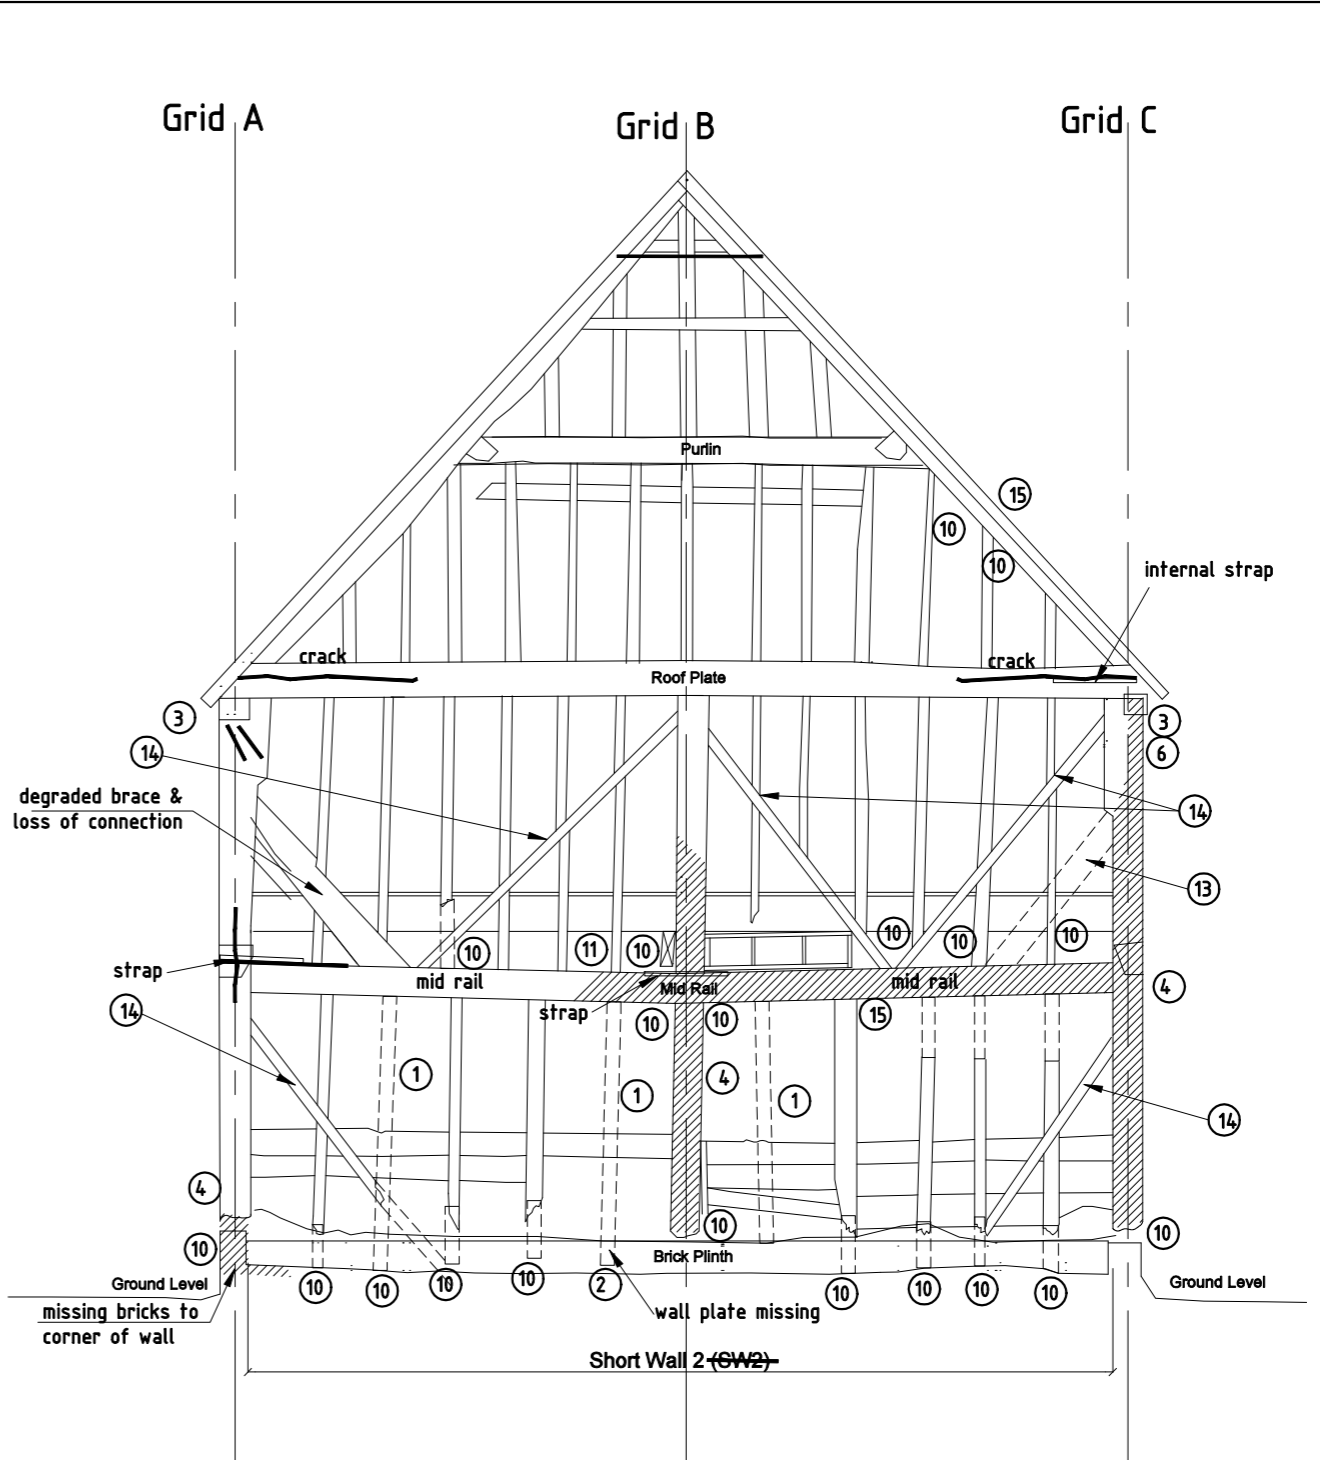 Grid A
Grid B
Grid C
Purlin
15
10
10
internal strap
crack
crack
Roof Plate
3
3
14
6
degraded brace &
loss of connection
14
13
10
11
10
10
10
10
strap
mid rail
Mid Rail
mid rail
4
14
strap
10
10
15
1
4
1
1
14
4
10
10
10
Brick Plinth
Ground Level
10
10
10
10
2
10
10
10
10
Ground Level
missing bricks to
corner of wall
wall plate missing
Short Wall 2 (SW2)